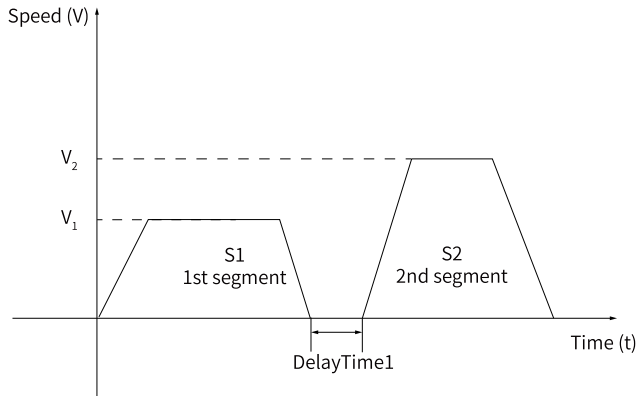 Speed (V)
V2
V1
S1
1st segment
S2
2nd segment
DelayTime1
Time (t)